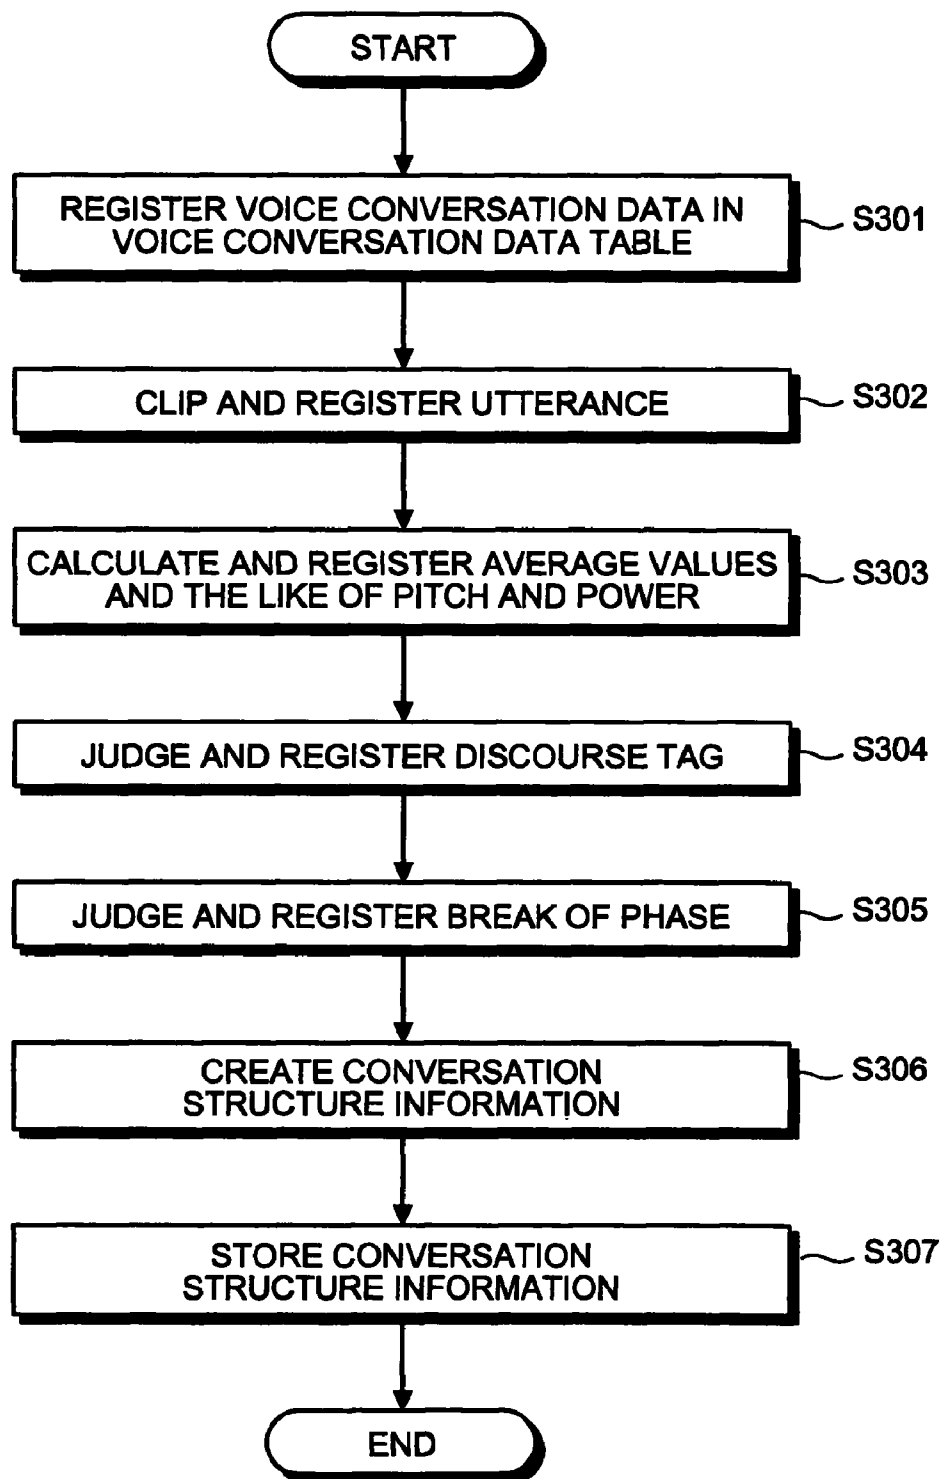 START
REGISTER VOICE CONVERSATION DATA IN
VOICE CONVERSATION DATA TABLE
S301
CLIP AND REGISTER UTTERANCE
S302
CALCULATE AND REGISTER AVERAGE VALUES
AND THE LIKE OF PITCH AND POWER
S303
JUDGE AND REGISTER DISCOURSE TAG
S304
JUDGE AND REGISTER BREAK OF PHASE
S305
CREATE CONVERSATION
STRUCTURE INFORMATION
S306
STORE CONVERSATION
STRUCTURE INFORMATION
S307
END